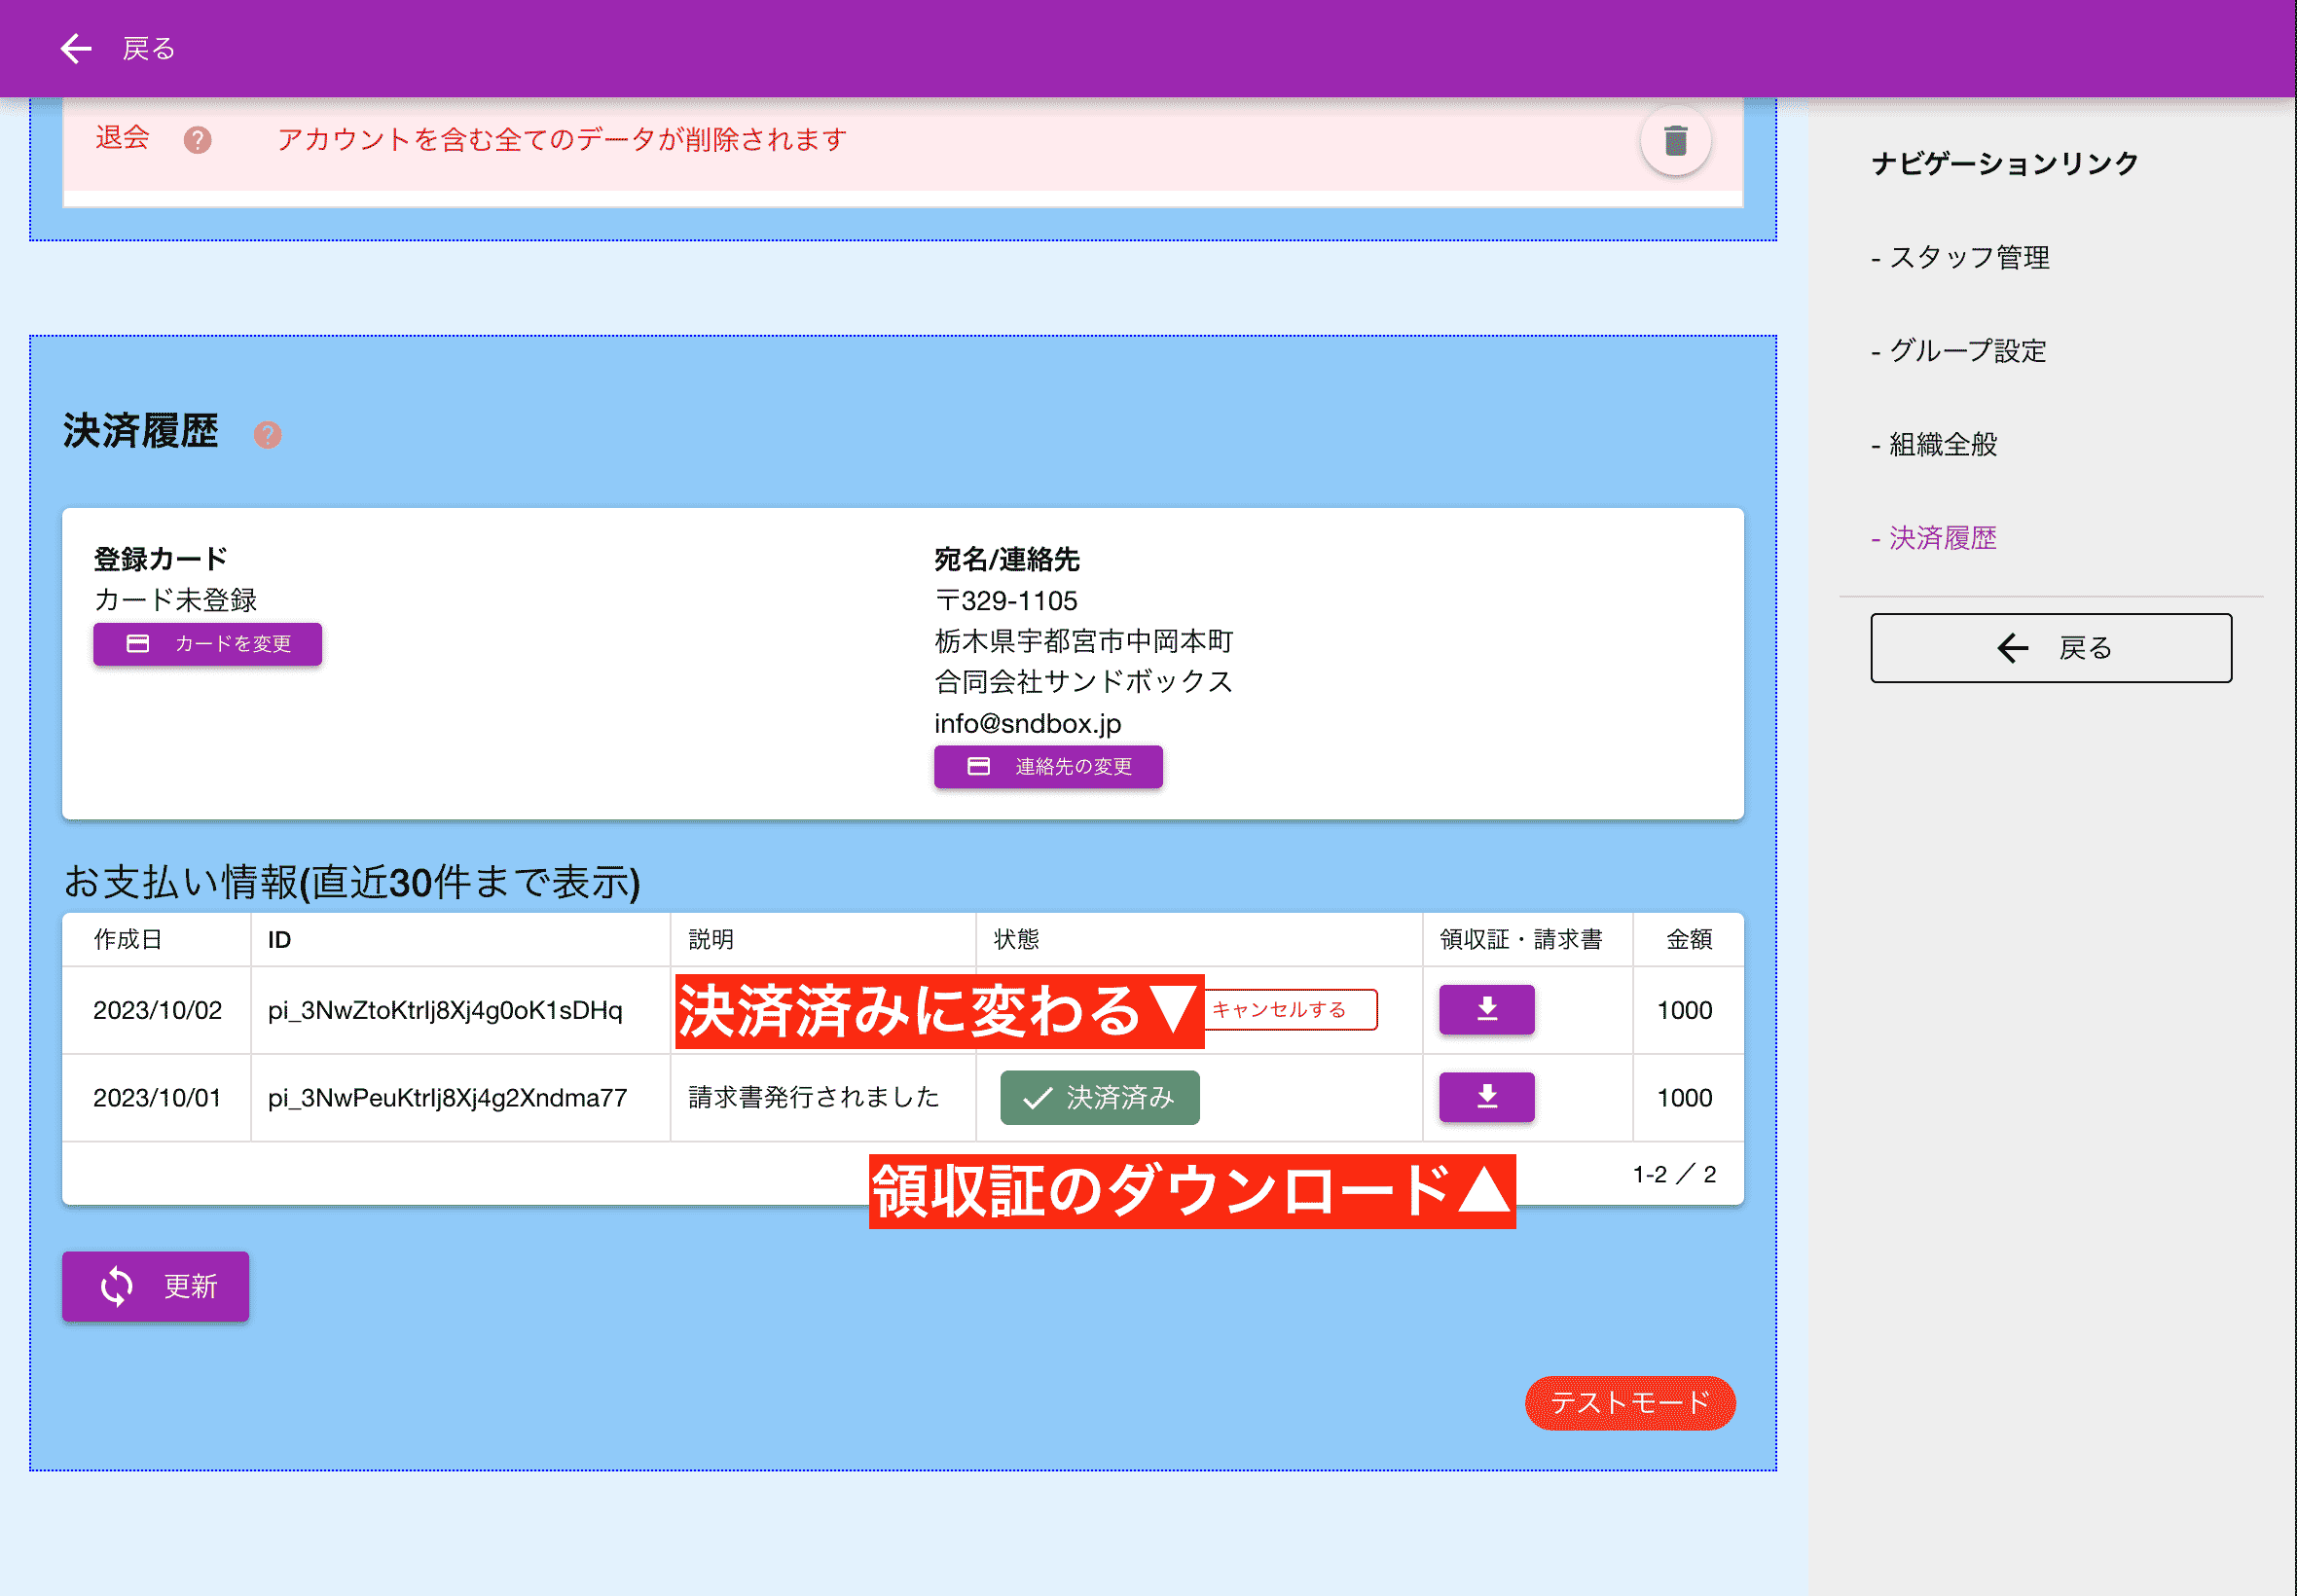 戻る
退会 ? アカウントを含む全てのデータが削除されます
決済履歴 ?
登録カード
カード未登録
カードを変更
宛名/連絡先
〒329-1105
栃木県宇都宮市中岡本町
合同会社サンドボックス
info@sndbox.jp
連絡先の変更
お支払い情報(直近30件まで表示)
作成日 ID 説明 状態 領収証・請求書 金額
2023/10/02 pi_3NwZtoKtrIj8Xj4g0oK1sDHq 決済済みに変わる▼ キャンセルする 1000
2023/10/01 pi_3NwPeuKtrIj8Xj4g2Xndma77 請求書発行されました 決済済み 1000
領収証のダウンロード▲ 1-2 ／ 2
更新
テストモード
ナビゲーションリンク
- スタッフ管理
- グループ設定
- 組織全般
- 決済履歴
戻る